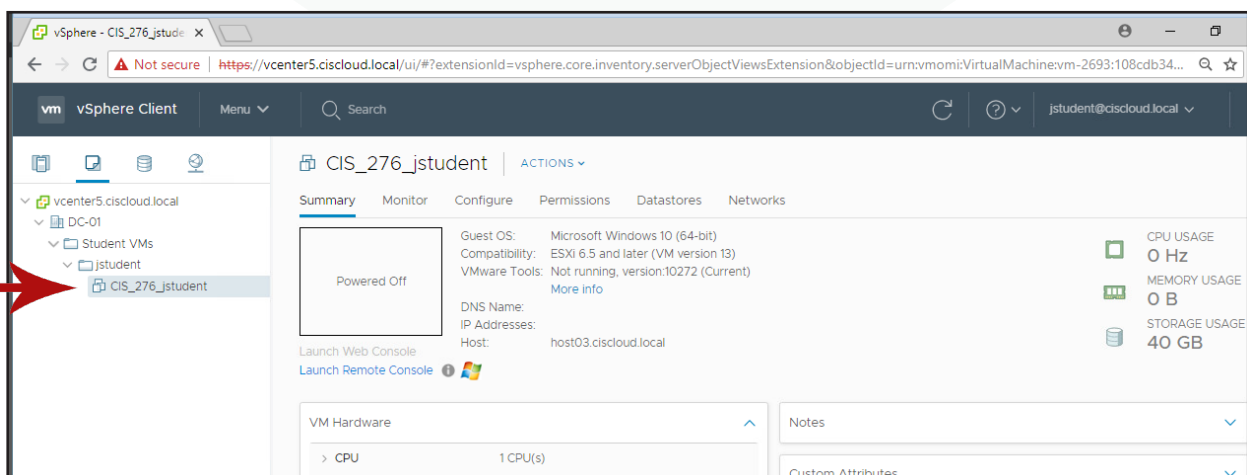 vSphere - CIS_276_jstude
Not secure | https://vcenter5.ciscloud.local/ui/#?extensionId=vsphere.core.inventory.serverObjectViewsExtension&objectId=urn:vmomi:VirtualMachine:vm-2693:108cdb34...
vm vSphere Client Menu Search jstudent@ciscloud.local
CIS_276_jstudent ACTIONS
vcenter5.ciscloud.local
DC-01
Student VMs
jstudent
CIS_276_jstudent
Summary Monitor Configure Permissions Datastores Networks
Powered Off
Guest OS: Microsoft Windows 10 (64-bit)
Compatibility: ESXi 6.5 and later (VM version 13)
VMware Tools: Not running, version:10272 (Current)
More info
DNS Name:
IP Addresses:
Host: host03.ciscloud.local
Launch Web Console
Launch Remote Console
CPU USAGE
0 Hz
MEMORY USAGE
0 B
STORAGE USAGE
40 GB
VM Hardware
CPU 1 CPU(s)
Notes
Custom Attributes